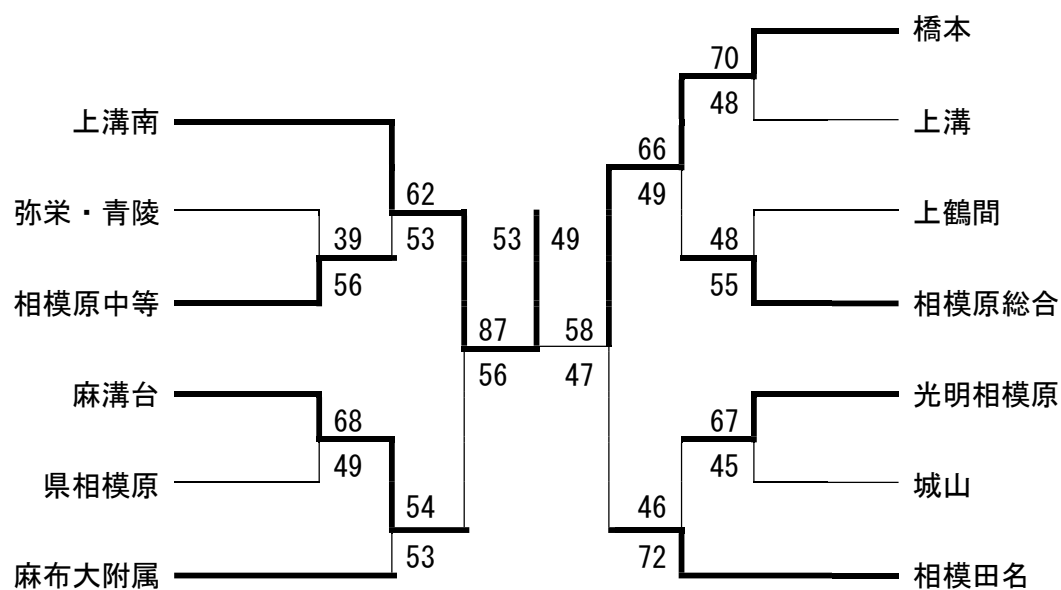 橋本
70
48
上溝南
上溝
66
弥栄・青陵
62
49
上鶴間
39
53
53
49
48
56
55
相模原中等
相模原総合
87
58
56
47
麻溝台
光明相模原
68
67
49
45
県相模原
城山
54
46
53
72
麻布大附属
相模田名